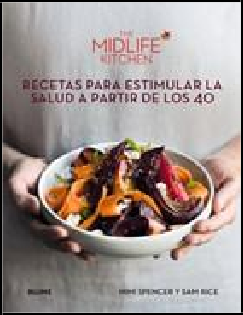 THE
MIDLIFE
KITCHEN
RECETAS PARA ESTIMULAR LA
SALUD A PARTIR DE LOS 40
BLUME
MIMI SPENCER Y SAM RICE